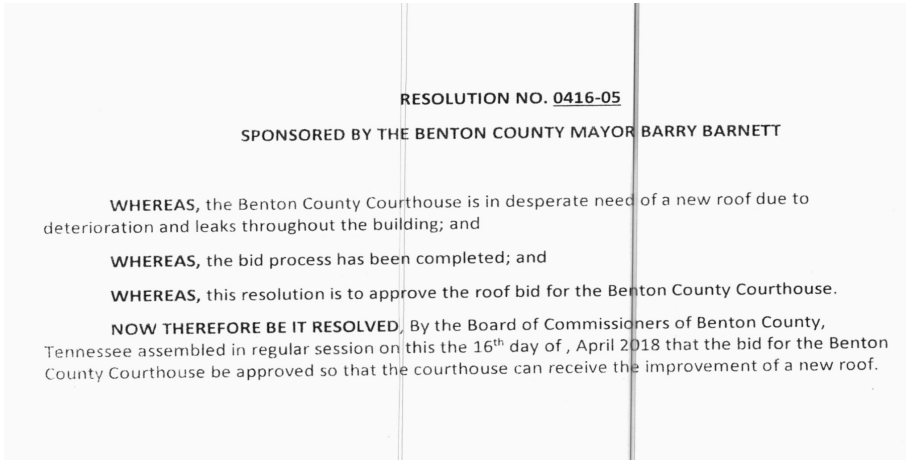 RESOLUTION NO. 0416-05
SPONSORED BY THE BENTON COUNTY MAYOR BARRY BARNETT
WHEREAS, the Benton County Courthouse is in desperate need of a new roof due to
deterioration and leaks throughout the building; and
WHEREAS, the bid process has been completed; and
WHEREAS, this resolution is to approve the roof bid for the Benton County Courthouse.
NOW THEREFORE BE IT RESOLVED, By the Board of Commissioners of Benton County,
Tennessee assembled in regular session on this the 16th day of , April 2018 that the bid for the Benton
County Courthouse be approved so that the courthouse can receive the improvement of a new roof.